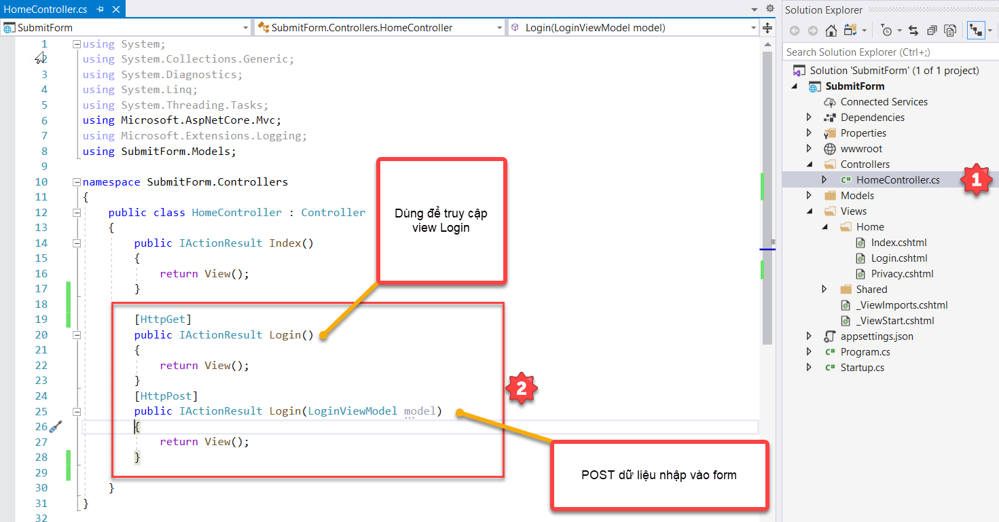 HomeController.cs
SubmitForm
SubmitForm.Controllers.HomeController
Login(LoginViewModel model)
1 using System;
2 using System.Collections.Generic;
3 using System.Diagnostics;
4 using System.Linq;
5 using System.Threading.Tasks;
6 using Microsoft.AspNetCore.Mvc;
7 using Microsoft.Extensions.Logging;
8 using SubmitForm.Models;
9
10 namespace SubmitForm.Controllers
11 {
12 public class HomeController : Controller
13 {
14 public IActionResult Index()
15 {
16 return View();
17 }
18
19 [HttpGet]
20 public IActionResult Login()
21 {
22 return View();
23 }
24 [HttpPost]
25 public IActionResult Login(LoginViewModel model)
26 {
27 return View();
28 }
29
30 }
31 }
32
Dùng để truy cập
view Login
2
POST dữ liệu nhập vào form
Solution Explorer
Search Solution Explorer (Ctrl+;)
Solution 'SubmitForm' (1 of 1 project)
SubmitForm
Connected Services
Dependencies
Properties
wwwroot
Controllers
C# HomeController.cs
1
Models
Views
Home
Index.cshtml
Login.cshtml
Privacy.cshtml
Shared
_ViewImports.cshtml
_ViewStart.cshtml
appsettings.json
C# Program.cs
C# Startup.cs